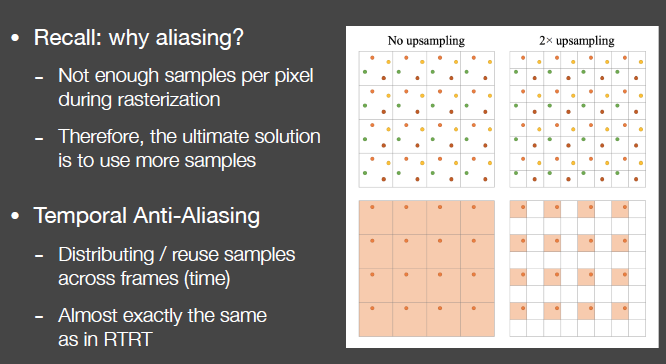 • Recall: why aliasing?
- Not enough samples per pixel
during rasterization
- Therefore, the ultimate solution
is to use more samples
• Temporal Anti-Aliasing
- Distributing / reuse samples
across frames (time)
- Almost exactly the same
as in RTRT
No upsampling
2× upsampling